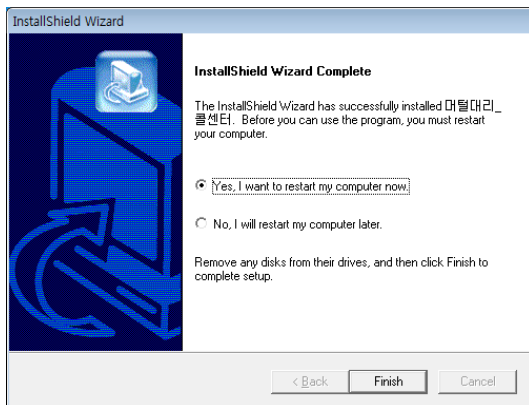 InstallShield Wizard
InstallShield Wizard Complete
The InstallShield Wizard has successfully installed 머털대리_
콜센터. Before you can use the program, you must restart
your computer.
Yes, I want to restart my computer now.
No, I will restart my computer later.
Remove any disks from their drives, and then click Finish to
complete setup.
< Back
Finish
Cancel